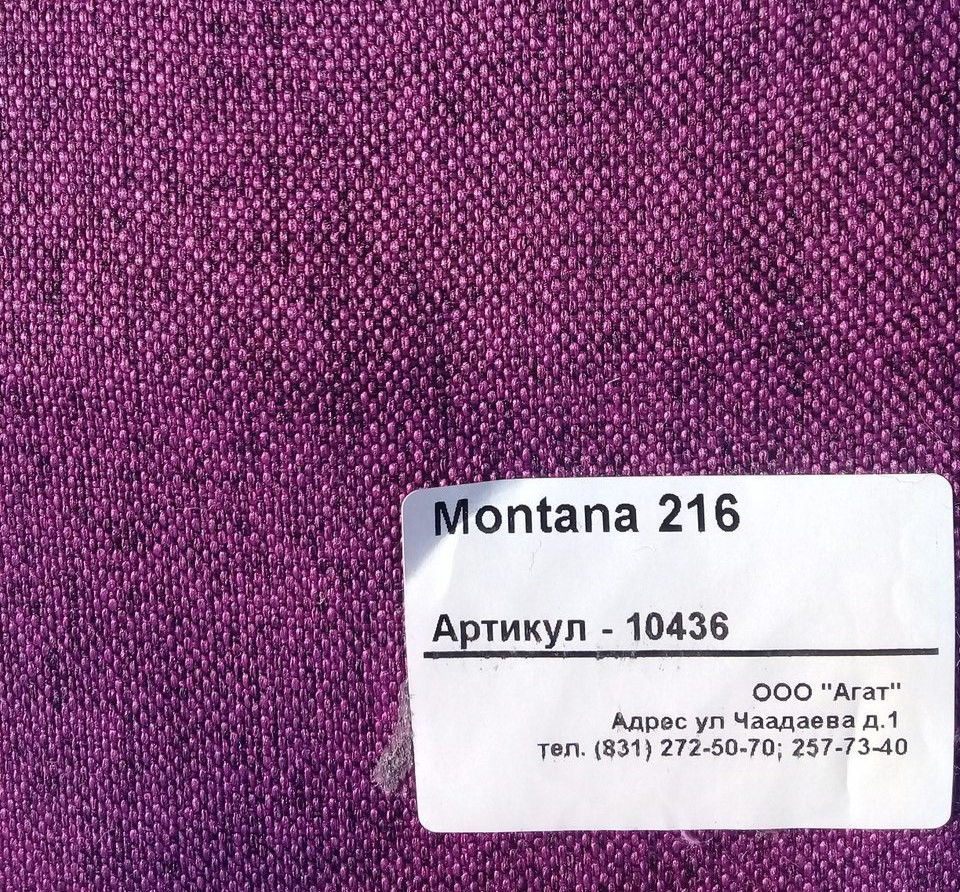 Montana 216
Артикул - 10436
ООО "Агат"
Адрес ул Чаадаева д.1
тел. (831) 272-50-70; 257-73-40